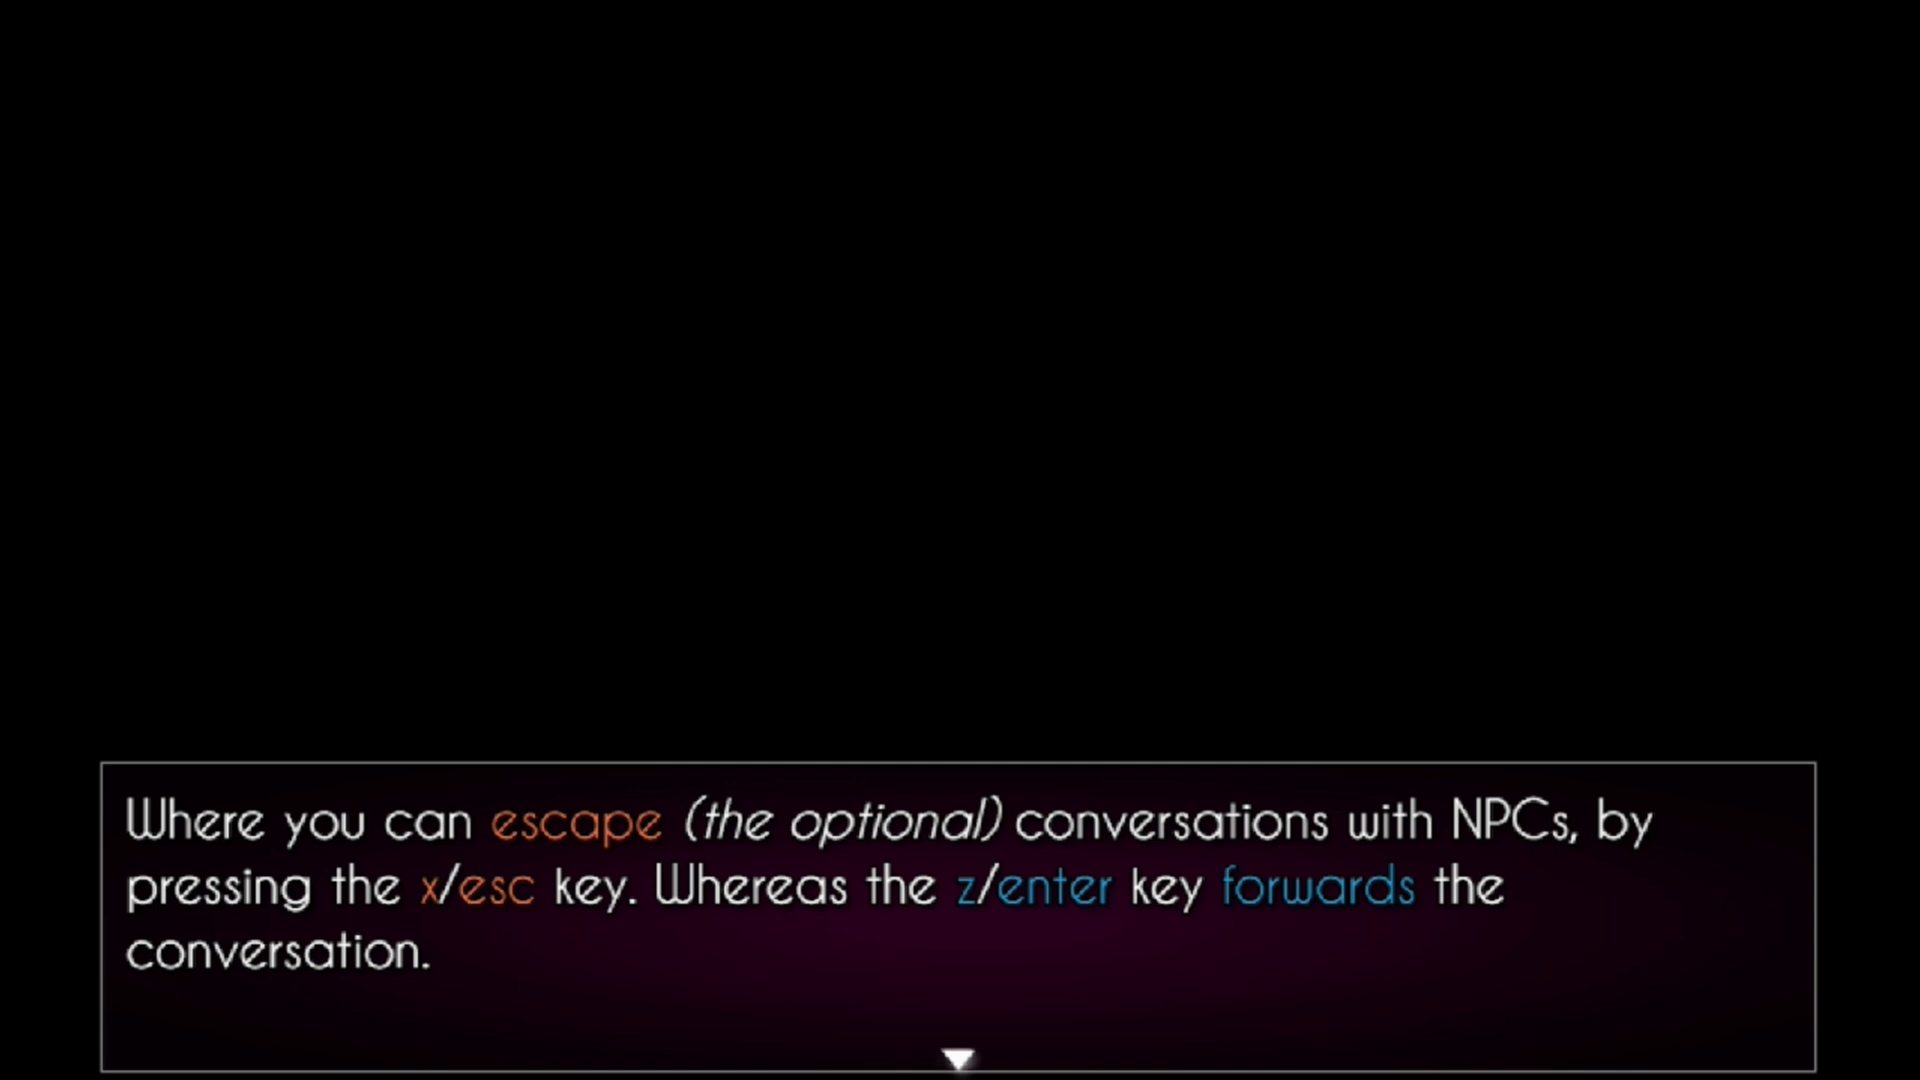 Where you can escape (the optional) conversations with NPCs, by
pressing the x/esc key. Whereas the z/enter key forwards the
conversation.